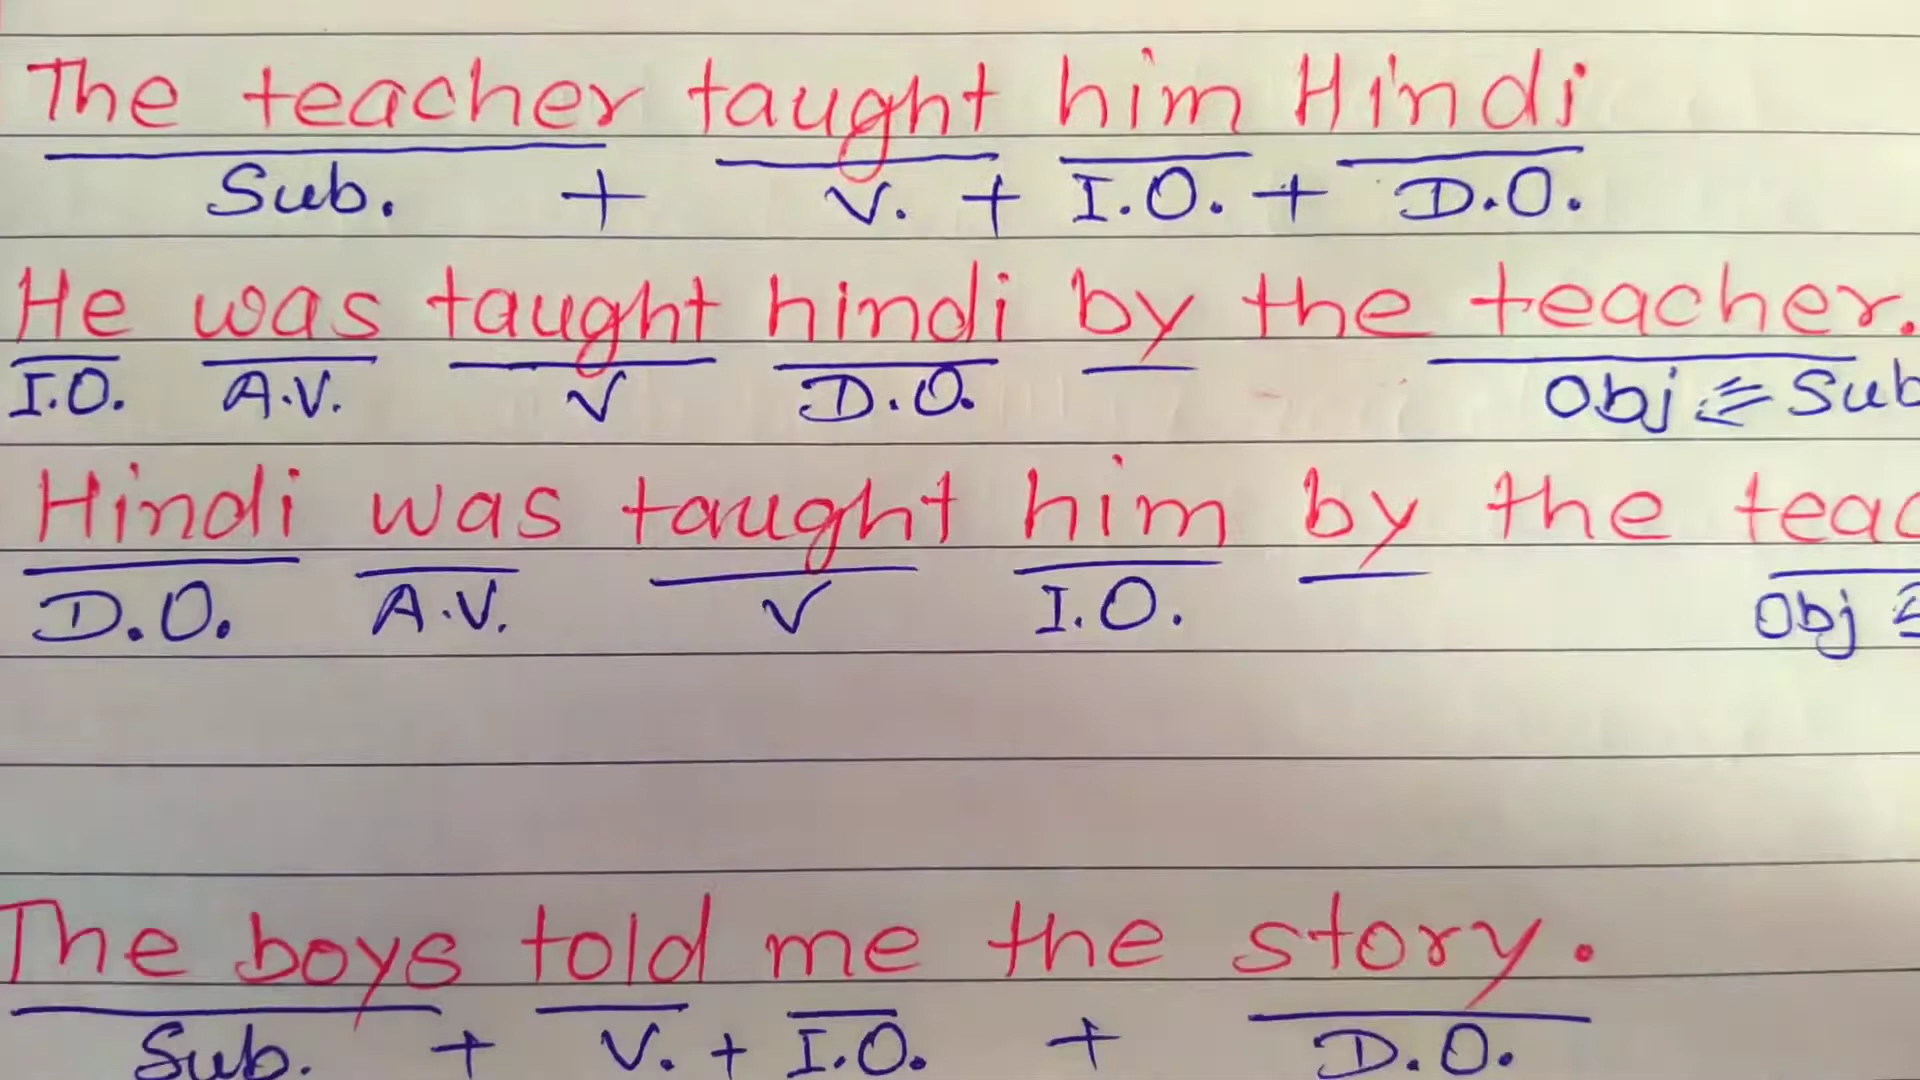 The teacher taught him Hindi
Sub. + V. + I.O. + D.O.
He was taught hindi by the teacher.
I.O. A.V. V D.O. Obj Sub
Hindi was taught him by the teac
D.O. A.V. V I.O. Obj
The boys told me the story.
Sub. + V. + I.O. + D.O.